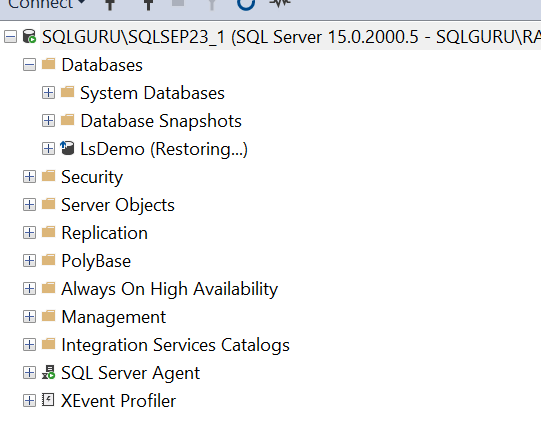 Connect
SQLGURU\SQLSEP23_1 (SQL Server 15.0.2000.5 - SQLGURU\RA
Databases
System Databases
Database Snapshots
LsDemo (Restoring...)
Security
Server Objects
Replication
PolyBase
Always On High Availability
Management
Integration Services Catalogs
SQL Server Agent
XEvent Profiler